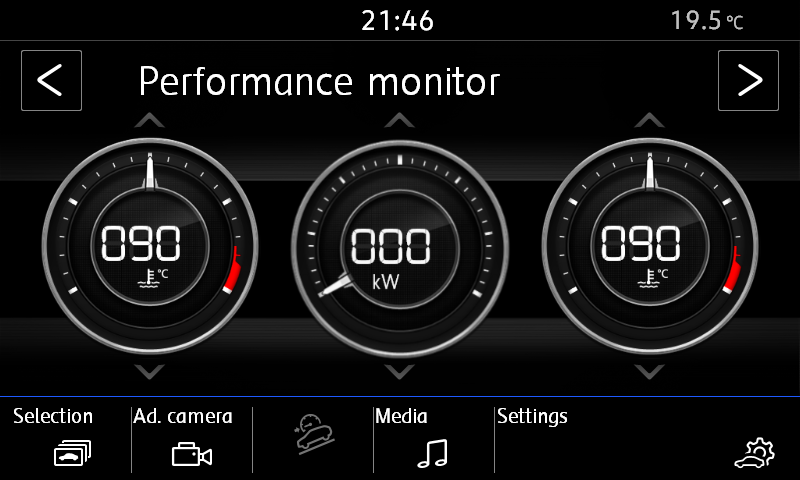 21:46 19.5 °C
< Performance monitor >
090 000 090
°C kW °C
Selection Ad. camera Media Settings